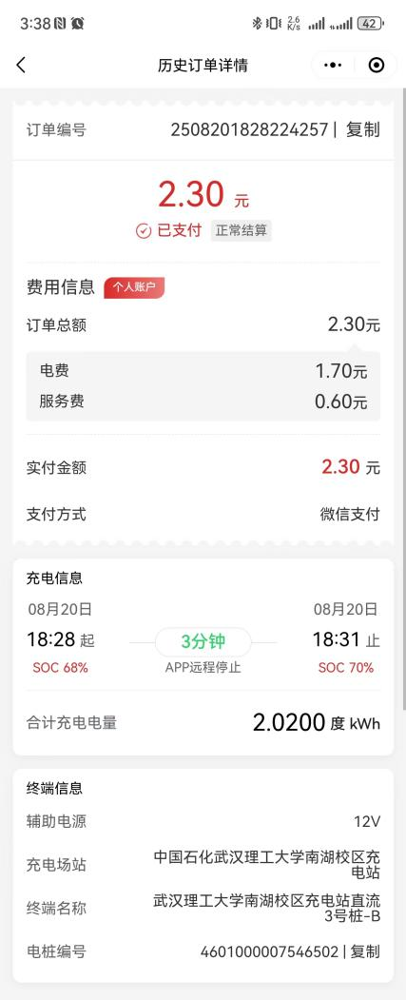 3:38 2.6 K/s 42
历史订单详情
订单编号 2508201828224257 | 复制
2.30 元
已支付 正常结算
费用信息 个人账户
订单总额 2.30元
电费 1.70元
服务费 0.60元
实付金额 2.30 元
支付方式 微信支付
充电信息
08月20日 08月20日
18:28 起 3分钟 18:31 止
SOC 68% APP远程停止 SOC 70%
合计充电电量 2.0200 度 kWh
终端信息
辅助电源 12V
充电场站 中国石化武汉理工大学南湖校区充
电站
终端名称 武汉理工大学南湖校区充电站直流
3号桩-B
电桩编号 4601000007546502 | 复制